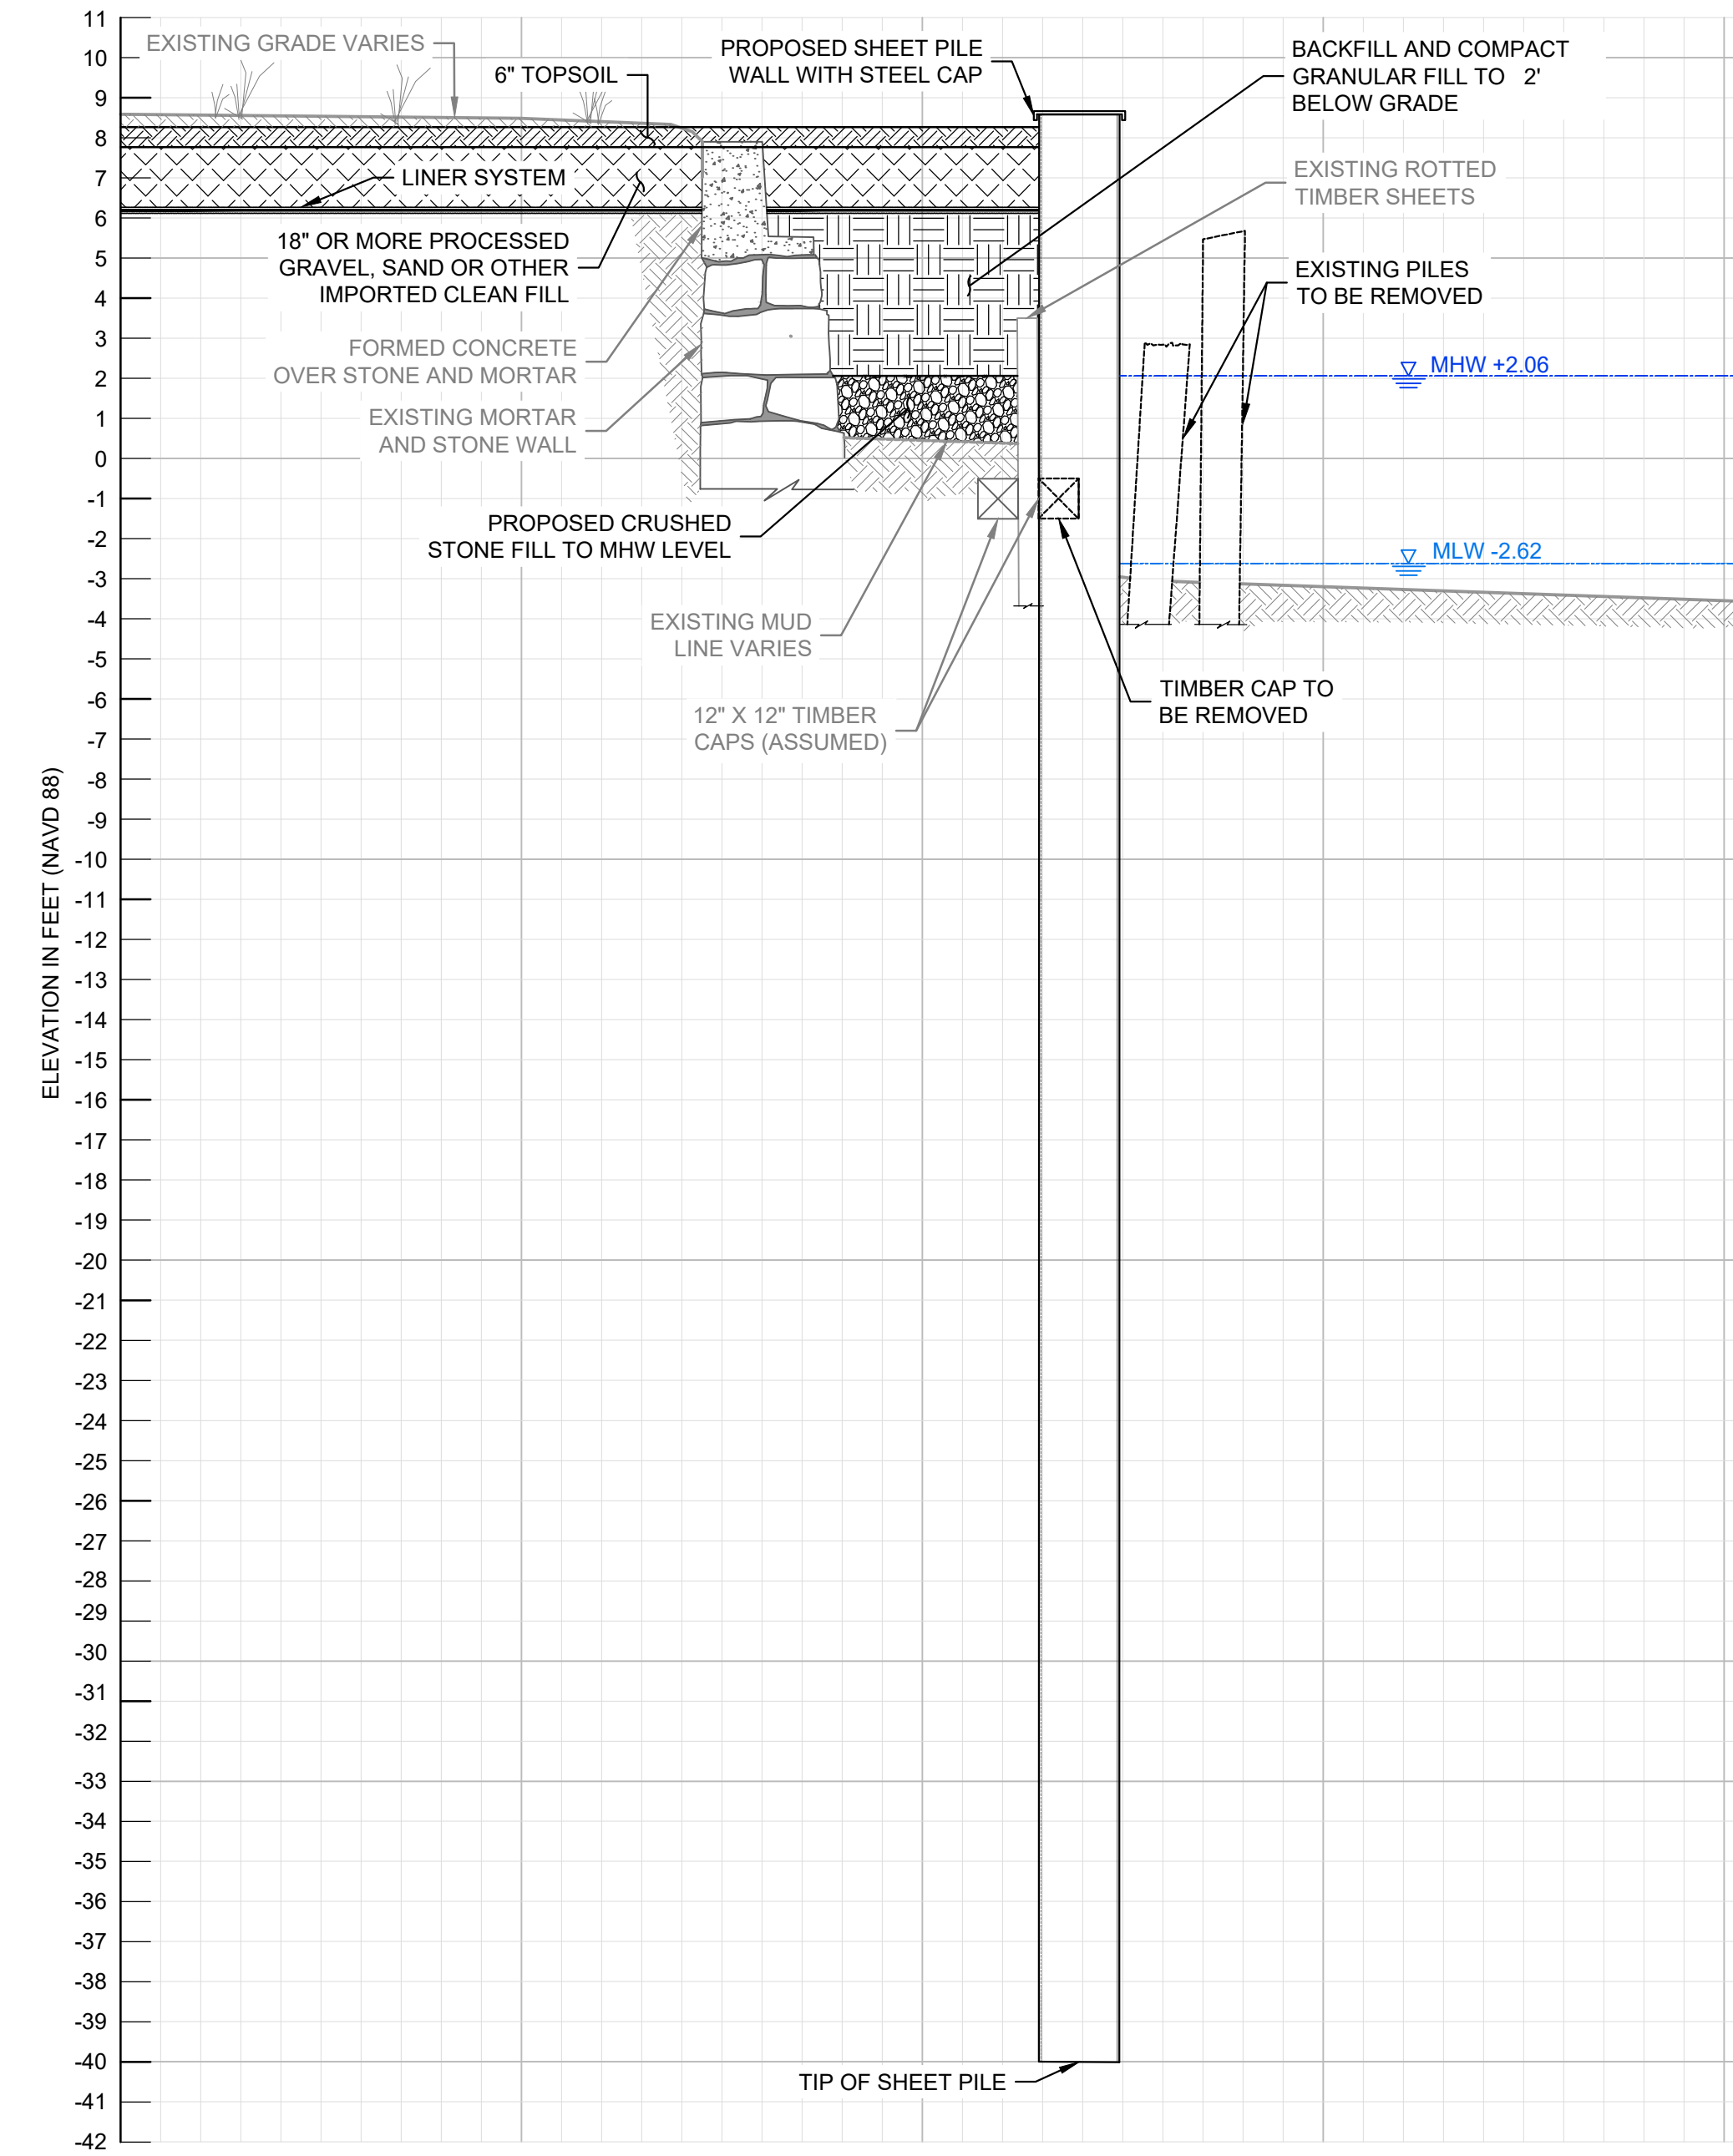 EXISTING GRADE VARIES
6" TOPSOIL
PROPOSED SHEET PILE
WALL WITH STEEL CAP
BACKFILL AND COMPACT
GRANULAR FILL TO 2'
BELOW GRADE
EXISTING ROTTED
TIMBER SHEETS
LINER SYSTEM
18" OR MORE PROCESSED
GRAVEL, SAND OR OTHER
IMPORTED CLEAN FILL
EXISTING PILES
TO BE REMOVED
FORMED CONCRETE
OVER STONE AND MORTAR
MHW +2.06
EXISTING MORTAR
AND STONE WALL
PROPOSED CRUSHED
STONE FILL TO MHW LEVEL
MLW -2.62
EXISTING MUD
LINE VARIES
TIMBER CAP TO
BE REMOVED
12" X 12" TIMBER
CAPS (ASSUMED)
TIP OF SHEET PILE
ELEVATION IN FEET (NAVD 88)
11
10
9
8
7
6
5
4
3
2
1
0
-1
-2
-3
-4
-5
-6
-7
-8
-9
-10
-11
-12
-13
-14
-15
-16
-17
-18
-19
-20
-21
-22
-23
-24
-25
-26
-27
-28
-29
-30
-31
-32
-33
-34
-35
-36
-37
-38
-39
-40
-41
-42